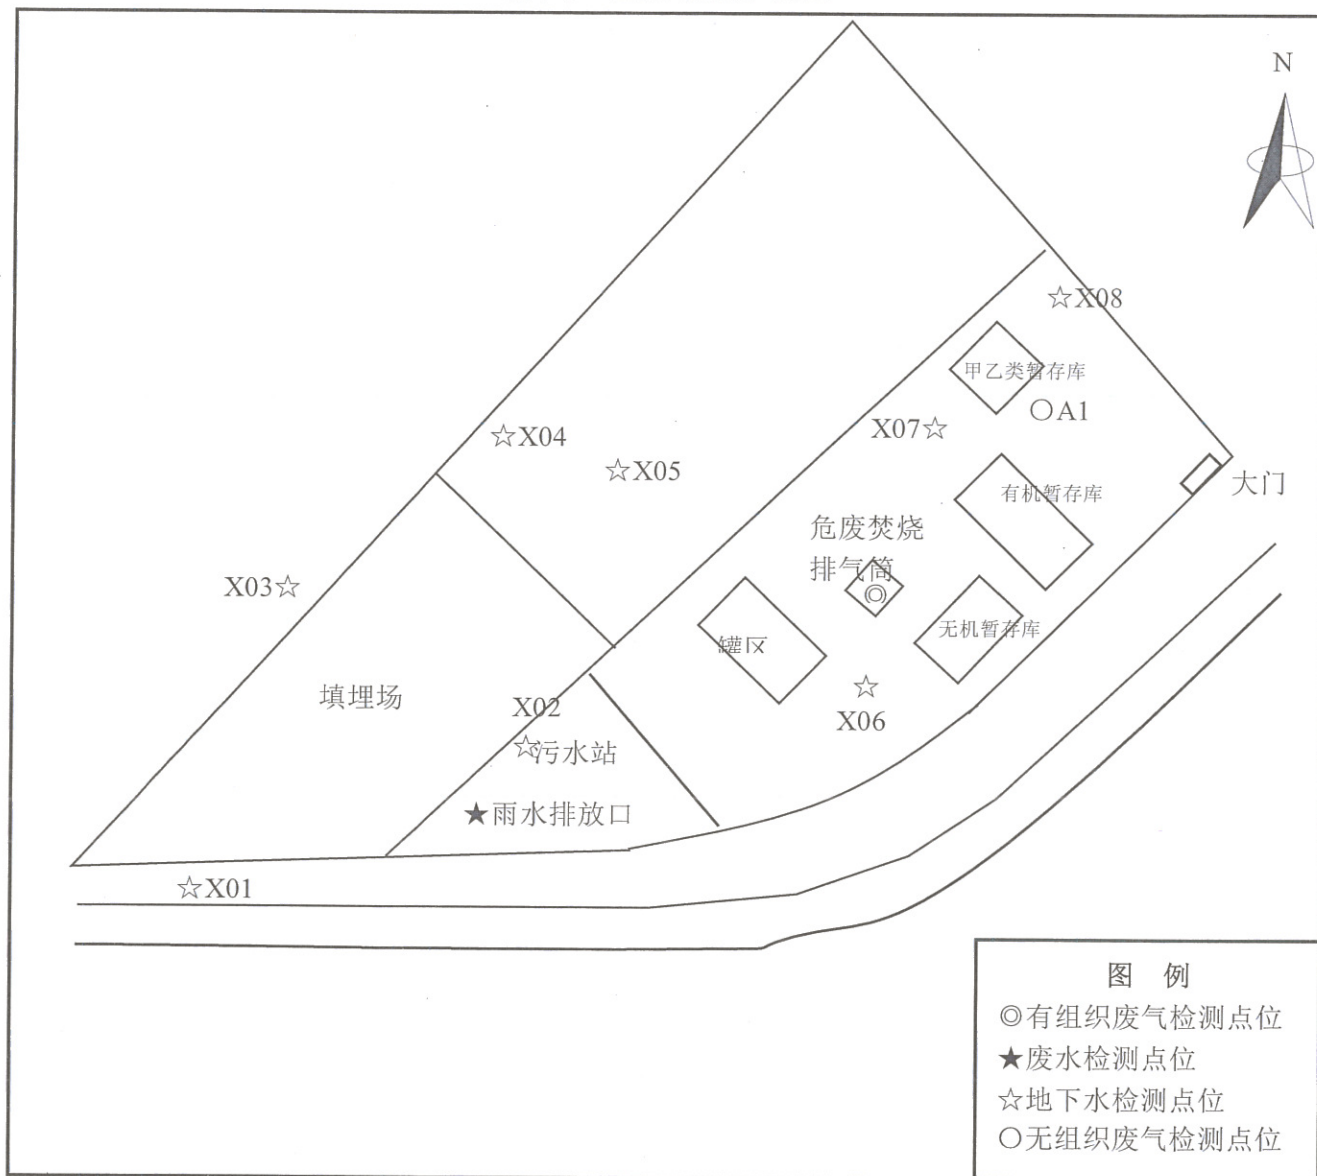 N
☆X08
甲乙类暂存库
○A1
X07☆
☆X04
☆X05
大门
有机暂存库
危废焚烧
排气筒
◎
X03☆
无机暂存库
罐区
☆
X06
填埋场
X02
☆污水站
★雨水排放口
☆X01
图 例
◎有组织废气检测点位
★废水检测点位
☆地下水检测点位
○无组织废气检测点位